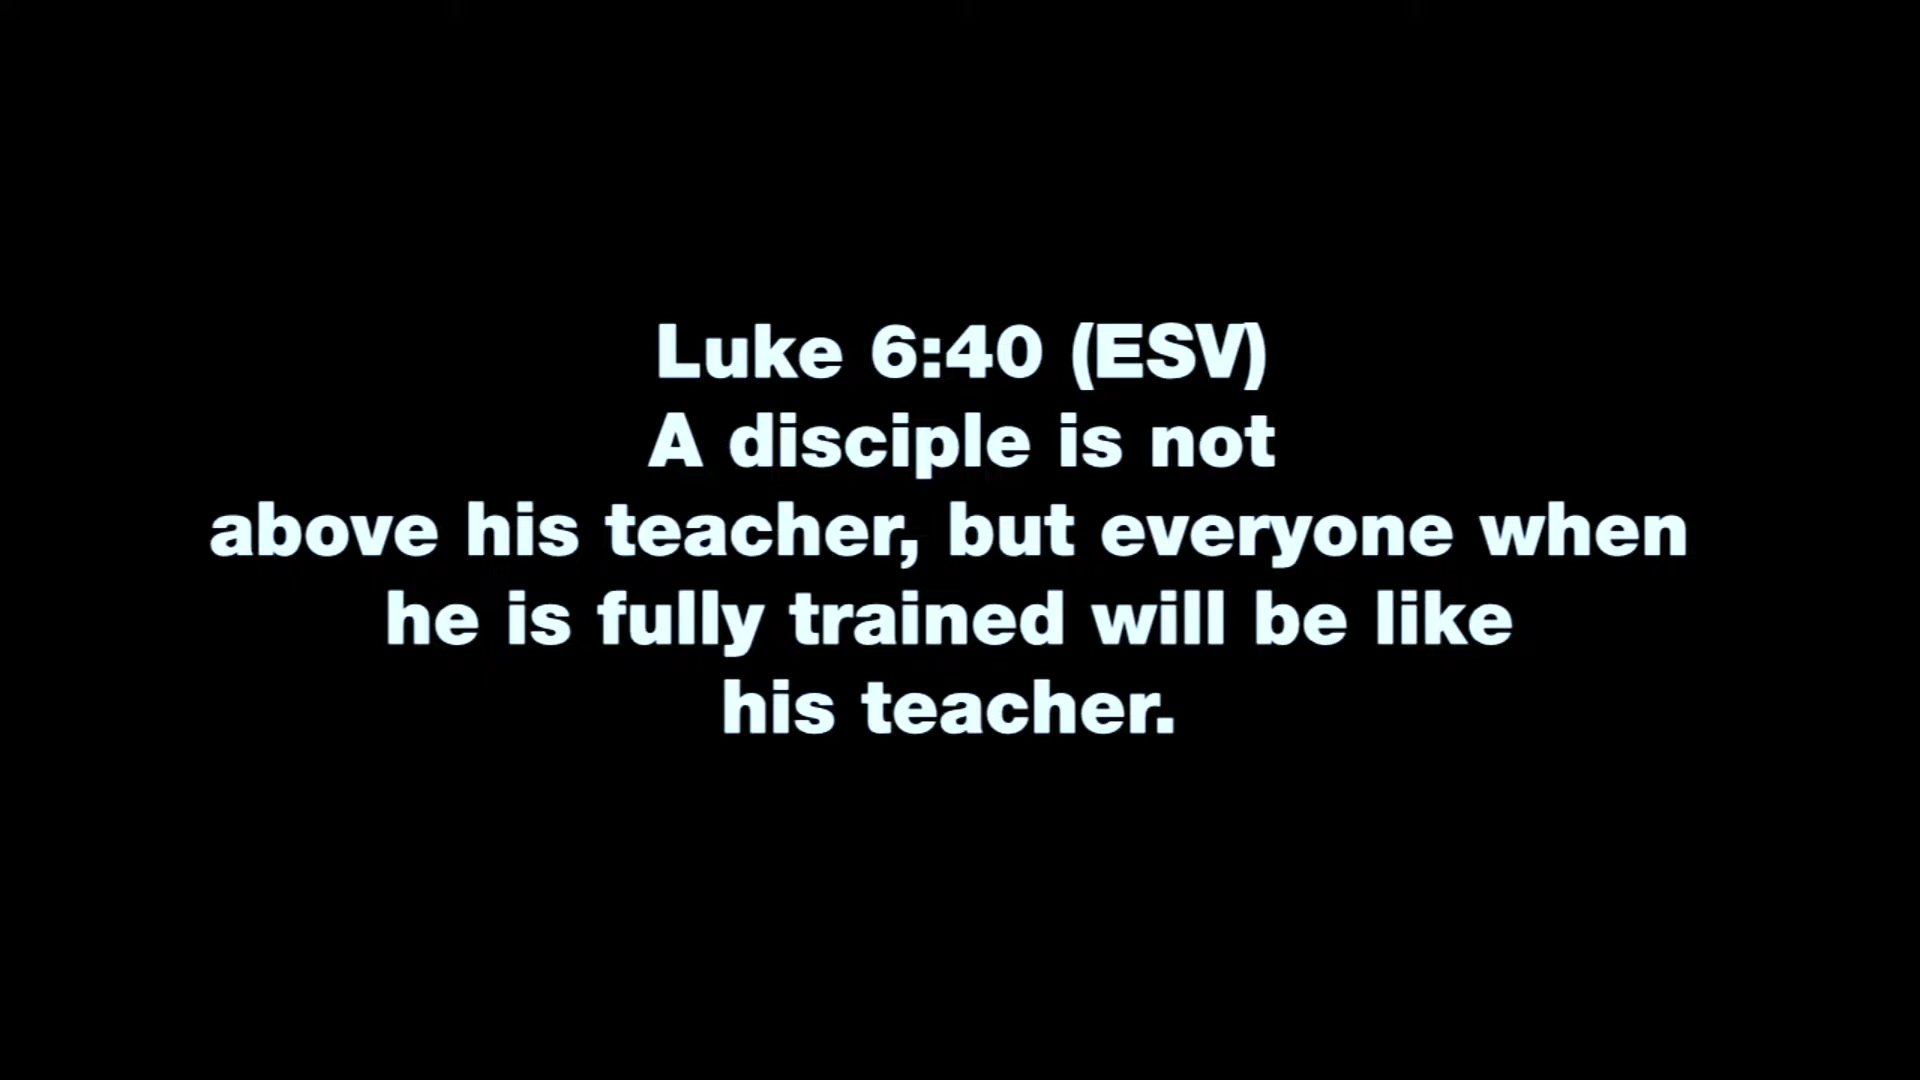 Luke 6:40 (ESV)
A disciple is not
above his teacher, but everyone when
he is fully trained will be like
his teacher.